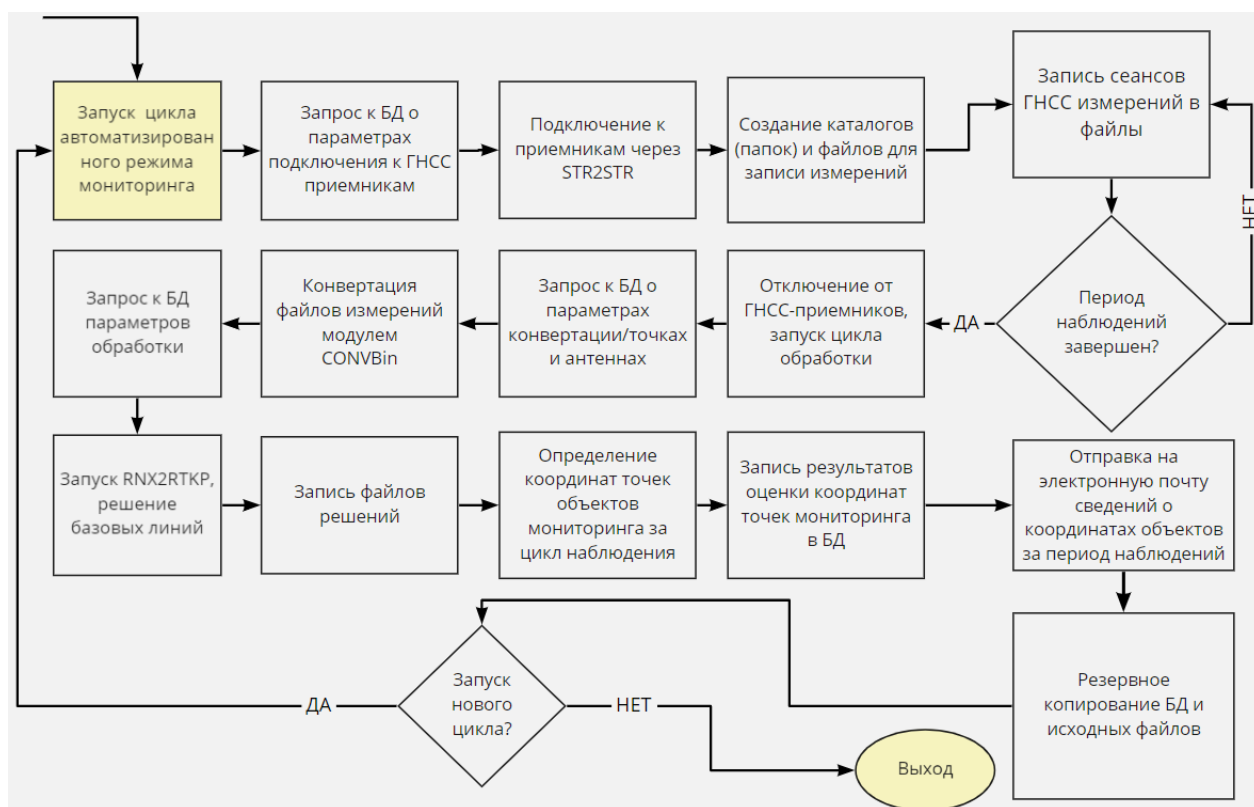 Запуск цикла
автоматизирован
ного режима
мониторинга
Запрос к БД о
параметрах
подключения к ГНСС
приемникам
Подключение к
приемникам через
STR2STR
Создание каталогов
(папок) и файлов для
записи измерений
Запись сеансов
ГНСС измерений в
файлы
НЕТ
Период
наблюдений
завершен?
ДА
Отключение от
ГНСС-приемников,
запуск цикла
обработки
Запрос к БД о
параметрах
конвертации/точках
и антеннах
Конвертация
файлов измерений
модулем
CONVBin
Запрос к БД
параметров
обработки
Запуск RNX2RTKP,
решение
базовых линий
Запись файлов
решений
Определение
координат точек
объектов
мониторинга за
цикл наблюдения
Запись результатов
оценки координат
точек мониторинга
в БД
Отправка на
электронную почту
сведений о
координатах объектов
за период наблюдений
Резервное
копирование БД и
исходных файлов
Запуск
нового
цикла?
ДА
НЕТ
Выход